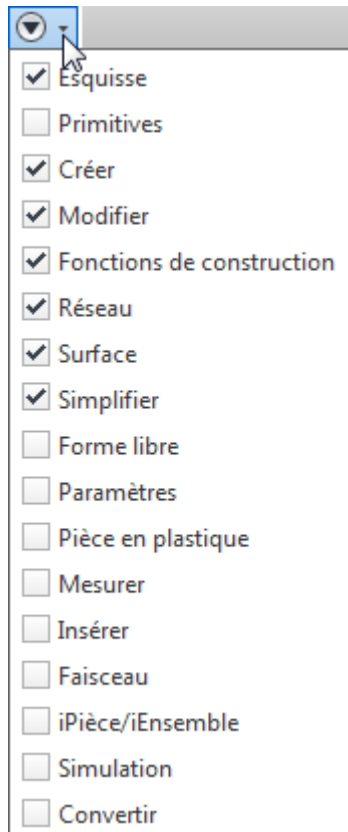 Esquisse
Primitives
Créer
Modifier
Fonctions de construction
Réseau
Surface
Simplifier
Forme libre
Paramètres
Pièce en plastique
Mesurer
Insérer
Faisceau
iPièce/iEnsemble
Simulation
Convertir